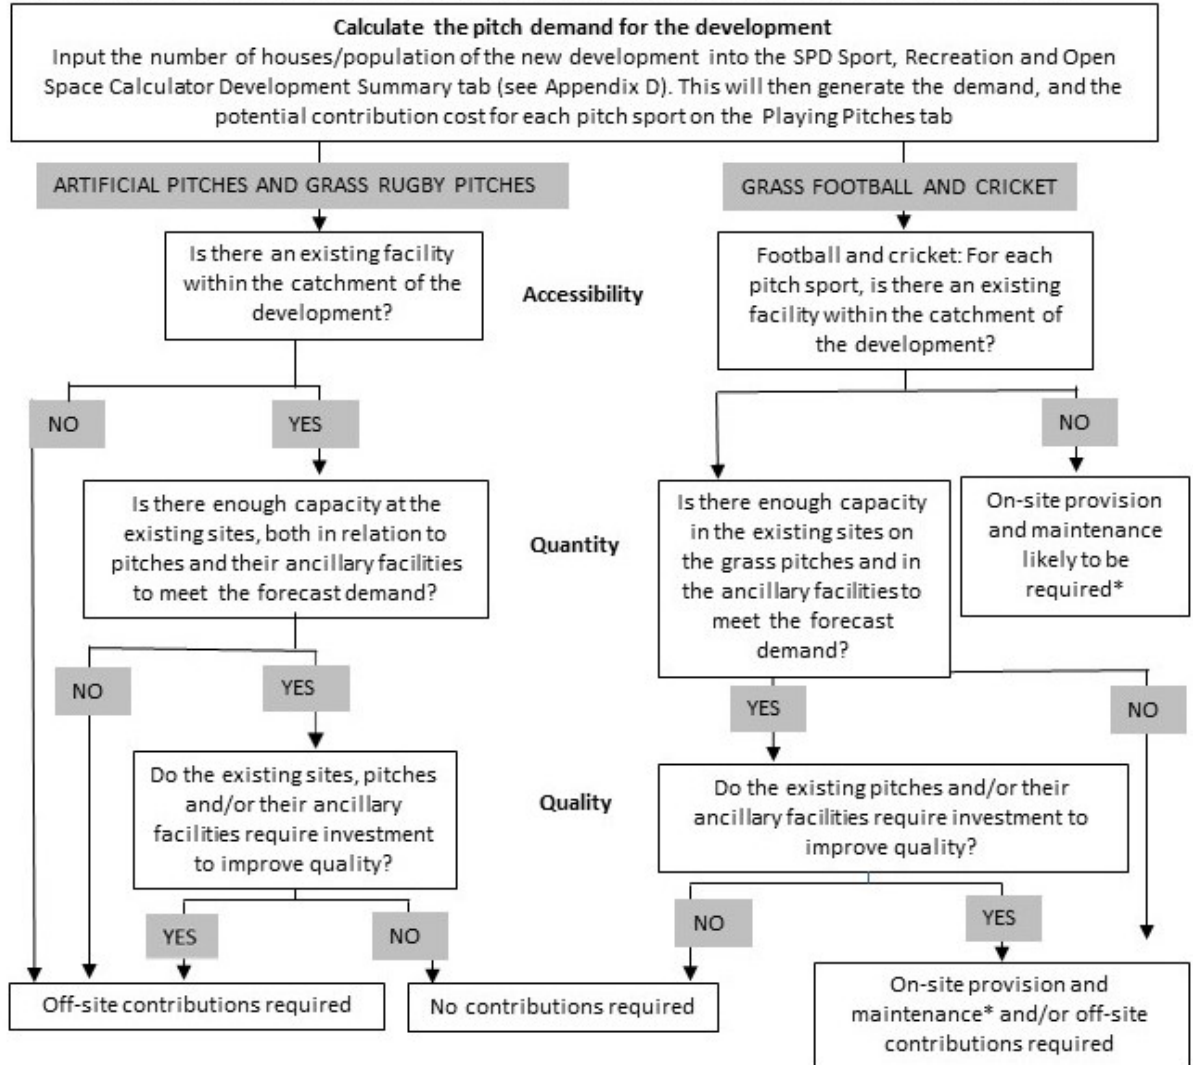 Calculate the pitch demand for the development
Input the number of houses/population of the new development into the SPD Sport, Recreation and Open
Space Calculator Development Summary tab (see Appendix D). This will then generate the demand, and the
potential contribution cost for each pitch sport on the Playing Pitches tab
ARTIFICIAL PITCHES AND GRASS RUGBY PITCHES
GRASS FOOTBALL AND CRICKET
Is there an existing facility
within the catchment of the
development?
Accessibility
Football and cricket: For each
pitch sport, is there an existing
facility within the catchment of
the development?
NO
YES
NO
Is there enough capacity at the
existing sites, both in relation to
pitches and their ancillary facilities
to meet the forecast demand?
Quantity
Is there enough capacity
in the existing sites on
the grass pitches and in
the ancillary facilities to
meet the forecast
demand?
On-site provision
and maintenance
likely to be
required*
NO
YES
YES
NO
Do the existing sites, pitches
and/or their ancillary
facilities require investment
to improve quality?
Quality
Do the existing pitches and/or their
ancillary facilities require investment to
improve quality?
YES
NO
NO
YES
Off-site contributions required
No contributions required
On-site provision and
maintenance* and/or off-site
contributions required